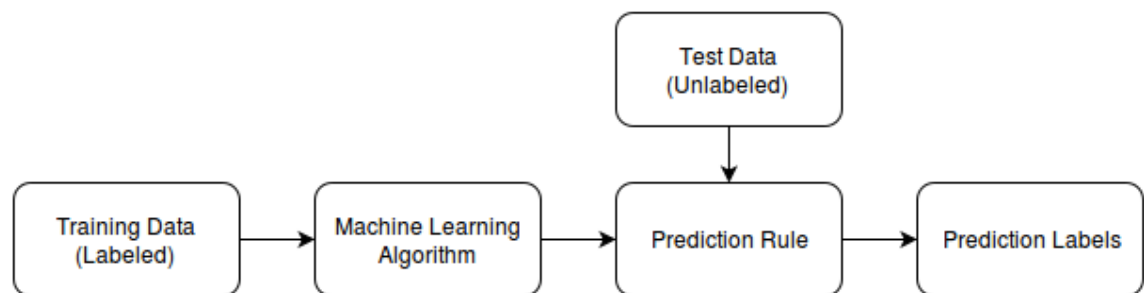 Test Data
(Unlabeled)
Training Data
(Labeled)
Machine Learning
Algorithm
Prediction Rule
Prediction Labels